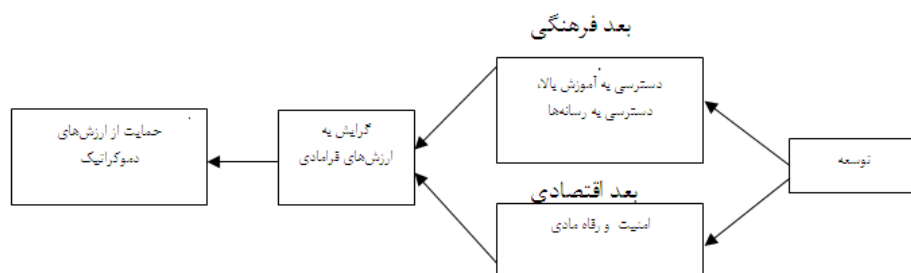 بعد فرهنگی
دسترسی به آموزش بالا،
دسترسی به رسانه‌ها
گرایش به
ارزش‌های فرامادی
حمایت از ارزش‌های
دموکراتیک
توسعه
بعد اقتصادی
امنیت و رفاه مادی